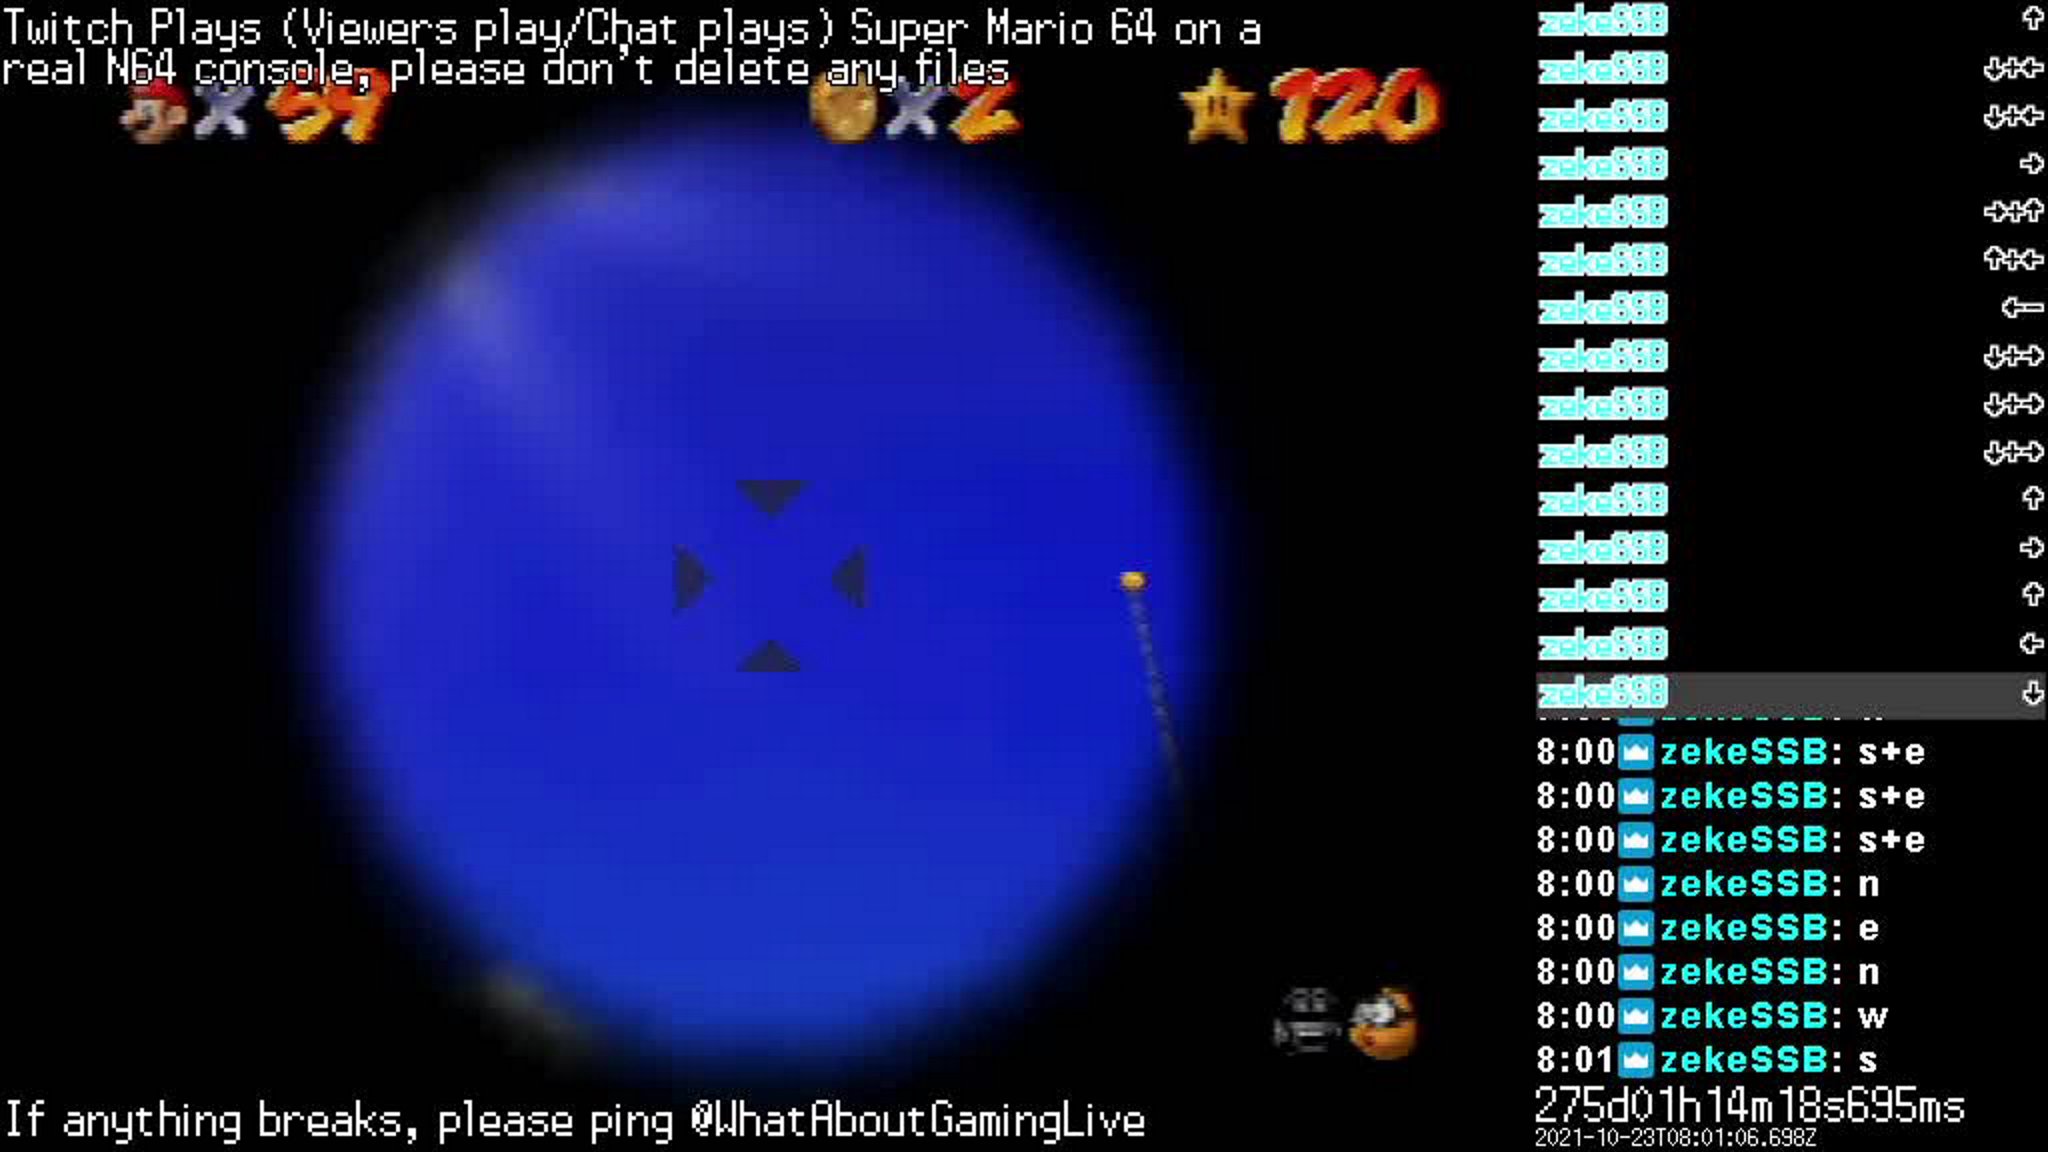 Twitch Plays (Viewers play/Chat plays) Super Mario 64 on a
real N64 console, please don't delete any files
× 59 × 2 120
zekeSSB ↑
zekeSSB ↓+←
zekeSSB ↓+←
zekeSSB →
zekeSSB →+↑
zekeSSB ↑+←
zekeSSB ←
zekeSSB ↓+→
zekeSSB ↓+→
zekeSSB ↓+→
zekeSSB ↑
zekeSSB →
zekeSSB ↑
zekeSSB ←
zekeSSB ↓
8:00 zekeSSB: s+e
8:00 zekeSSB: s+e
8:00 zekeSSB: s+e
8:00 zekeSSB: n
8:00 zekeSSB: e
8:00 zekeSSB: n
8:00 zekeSSB: w
8:01 zekeSSB: s
275d01h14m18s695ms
2021-10-23T08:01:06.698Z
If anything breaks, please ping @WhatAboutGamingLive